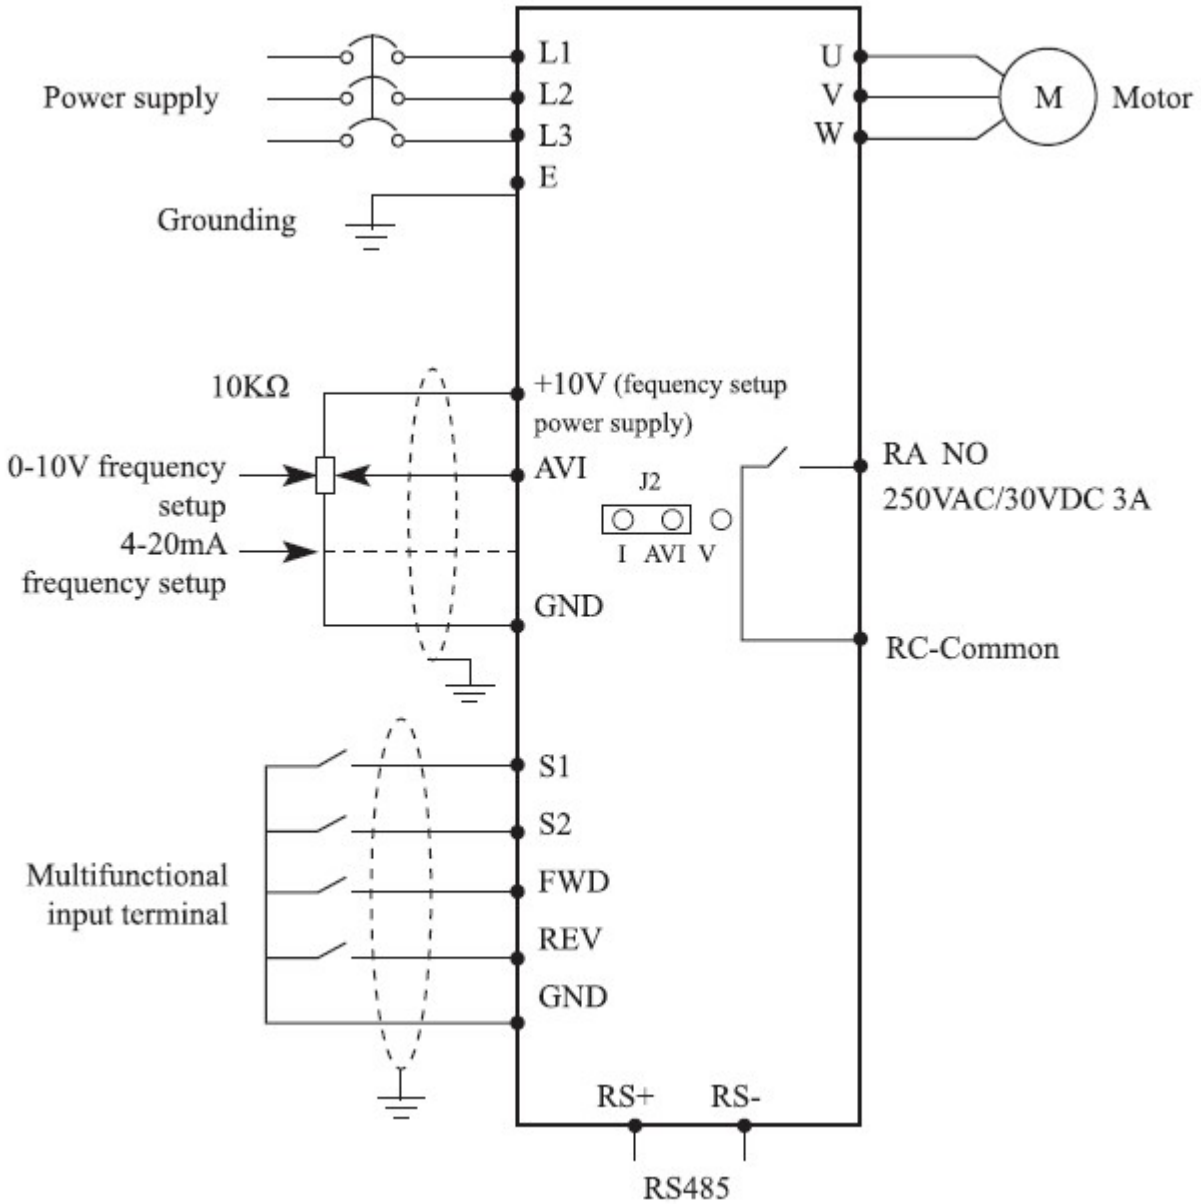 Power supply
L1
L2
L3
E
Grounding
U
V
W
M
Motor
10KΩ
+10V (fequency setup
power supply)
0-10V frequency
setup
AVI
4-20mA
frequency setup
GND
J2
I AVI V
RA NO
250VAC/30VDC 3A
RC-Common
Multifunctional
input terminal
S1
S2
FWD
REV
GND
RS+ RS-
RS485